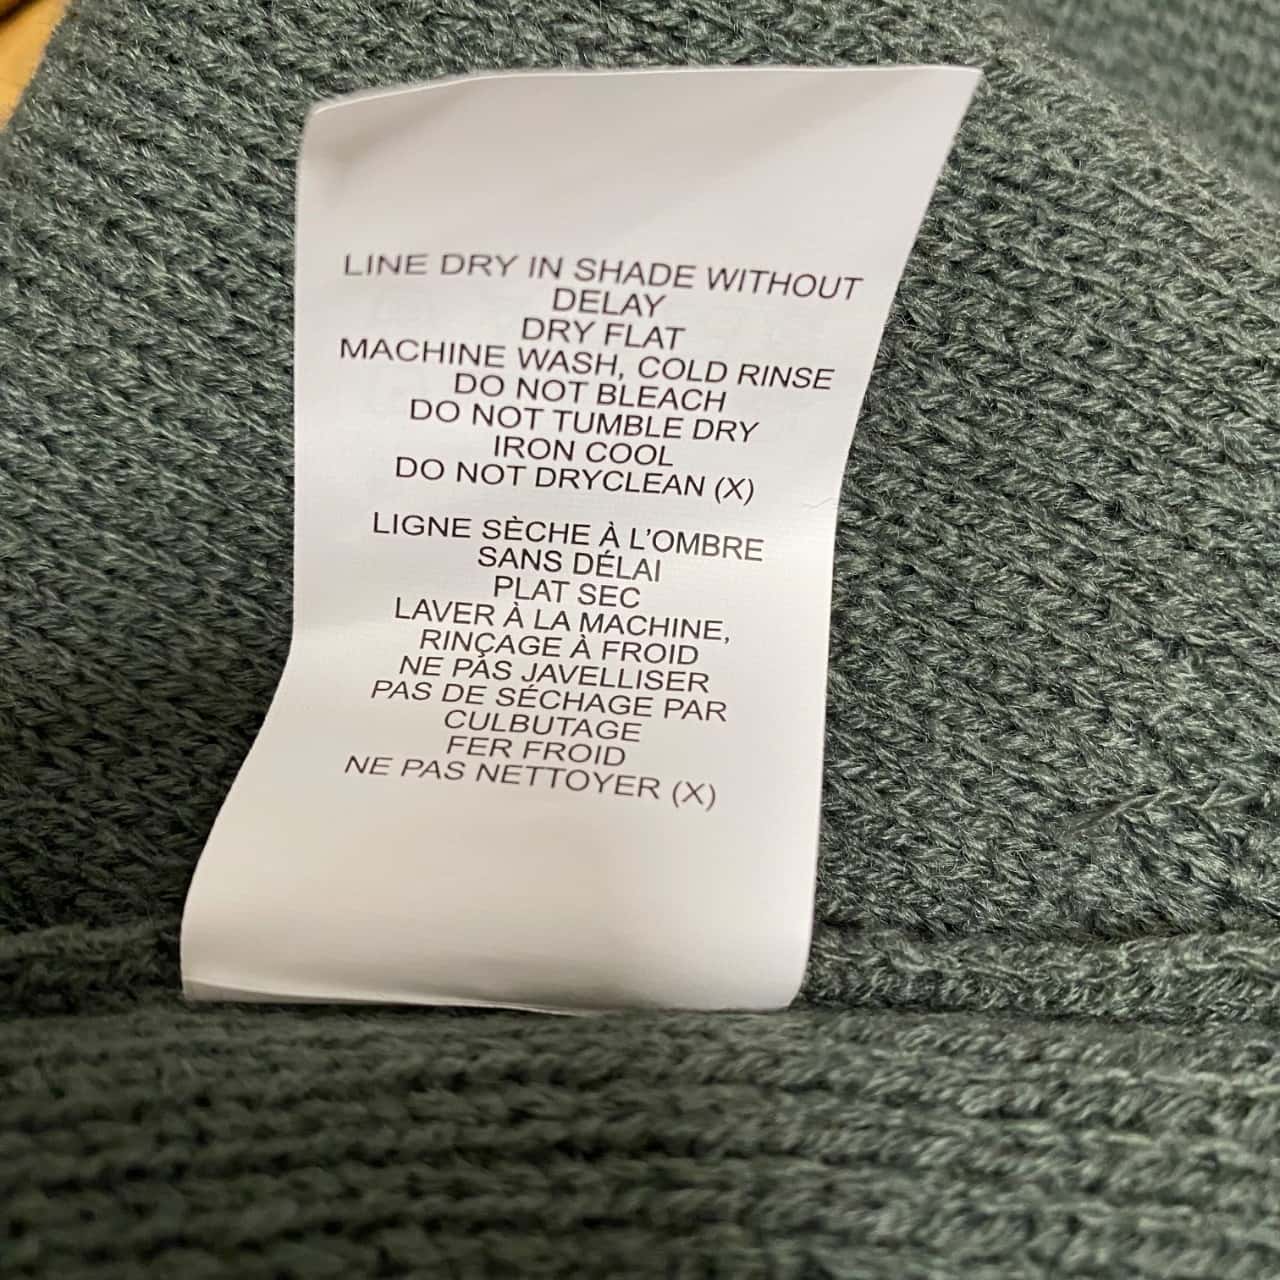 LINE DRY IN SHADE WITHOUT
DELAY
DRY FLAT
MACHINE WASH, COLD RINSE
DO NOT BLEACH
DO NOT TUMBLE DRY
IRON COOL
DO NOT DRYCLEAN (X)
LIGNE SÈCHE À L'OMBRE
SANS DÉLAI
PLAT SEC
LAVER À LA MACHINE,
RINÇAGE À FROID
NE PAS JAVELLISER
PAS DE SÉCHAGE PAR
CULBUTAGE
FER FROID
NE PAS NETTOYER (X)